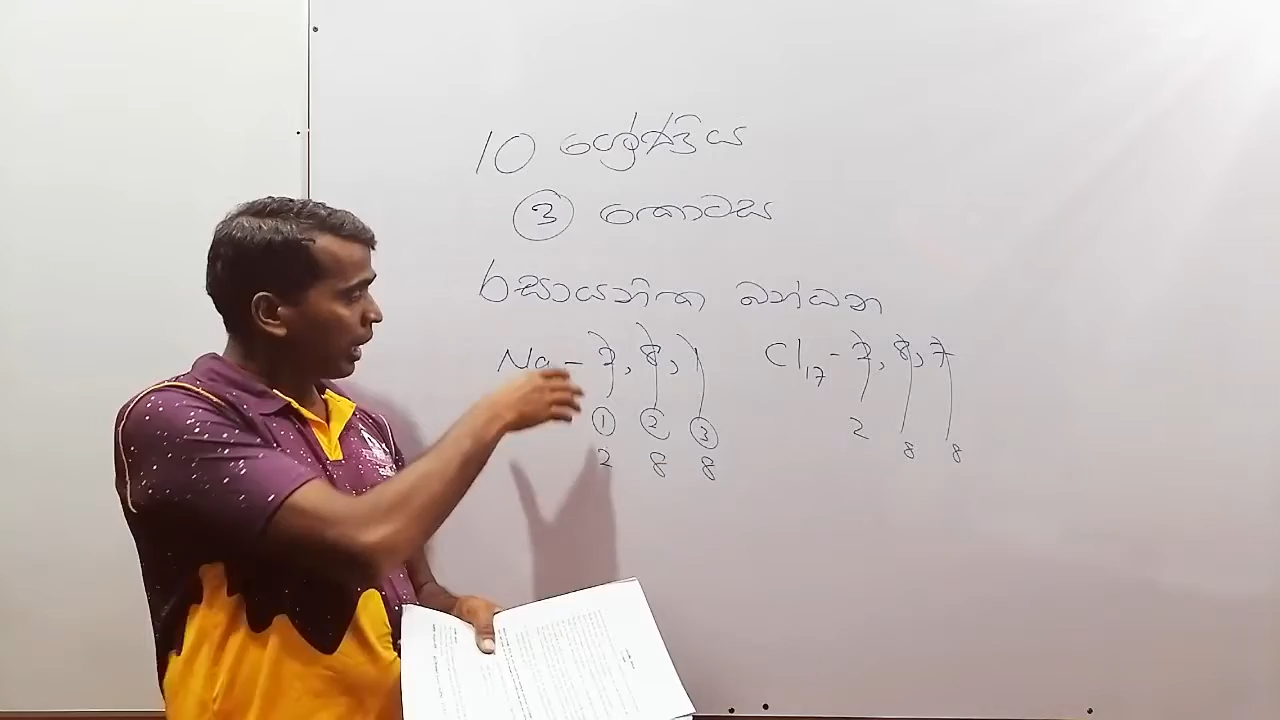 10 ශ්‍රේණිය
③ කොටස
රසායනික බන්ධන
Na - 2, 8, 1 Cl17 - 2, 8, 7
① ② ③ 2
2 8 8 8 8